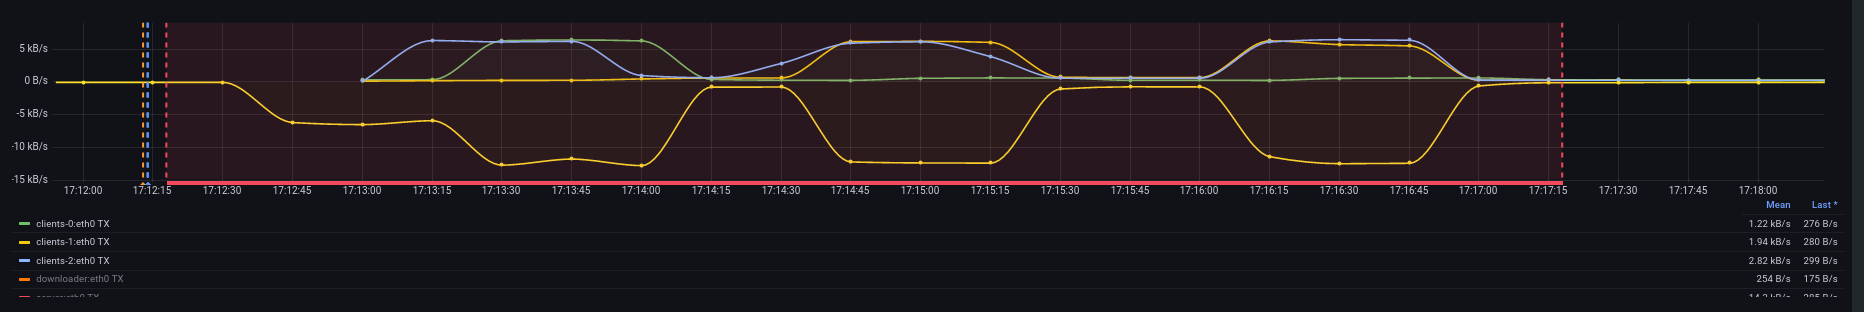 5 kB/s
0 B/s
-5 kB/s
-10 kB/s
-15 kB/s
17:12:00 17:12:15 17:12:30 17:12:45 17:13:00 17:13:15 17:13:30 17:13:45 17:14:00 17:14:15 17:14:30 17:14:45 17:15:00 17:15:15 17:15:30 17:15:45 17:16:00 17:16:15 17:16:30 17:16:45 17:17:00 17:17:15 17:17:30 17:17:45 17:18:00
Mean Last *
clients-0:eth0 TX 1.22 kB/s 276 B/s
clients-1:eth0 TX 1.94 kB/s 280 B/s
clients-2:eth0 TX 2.82 kB/s 299 B/s
downloader:eth0 TX 254 B/s 175 B/s